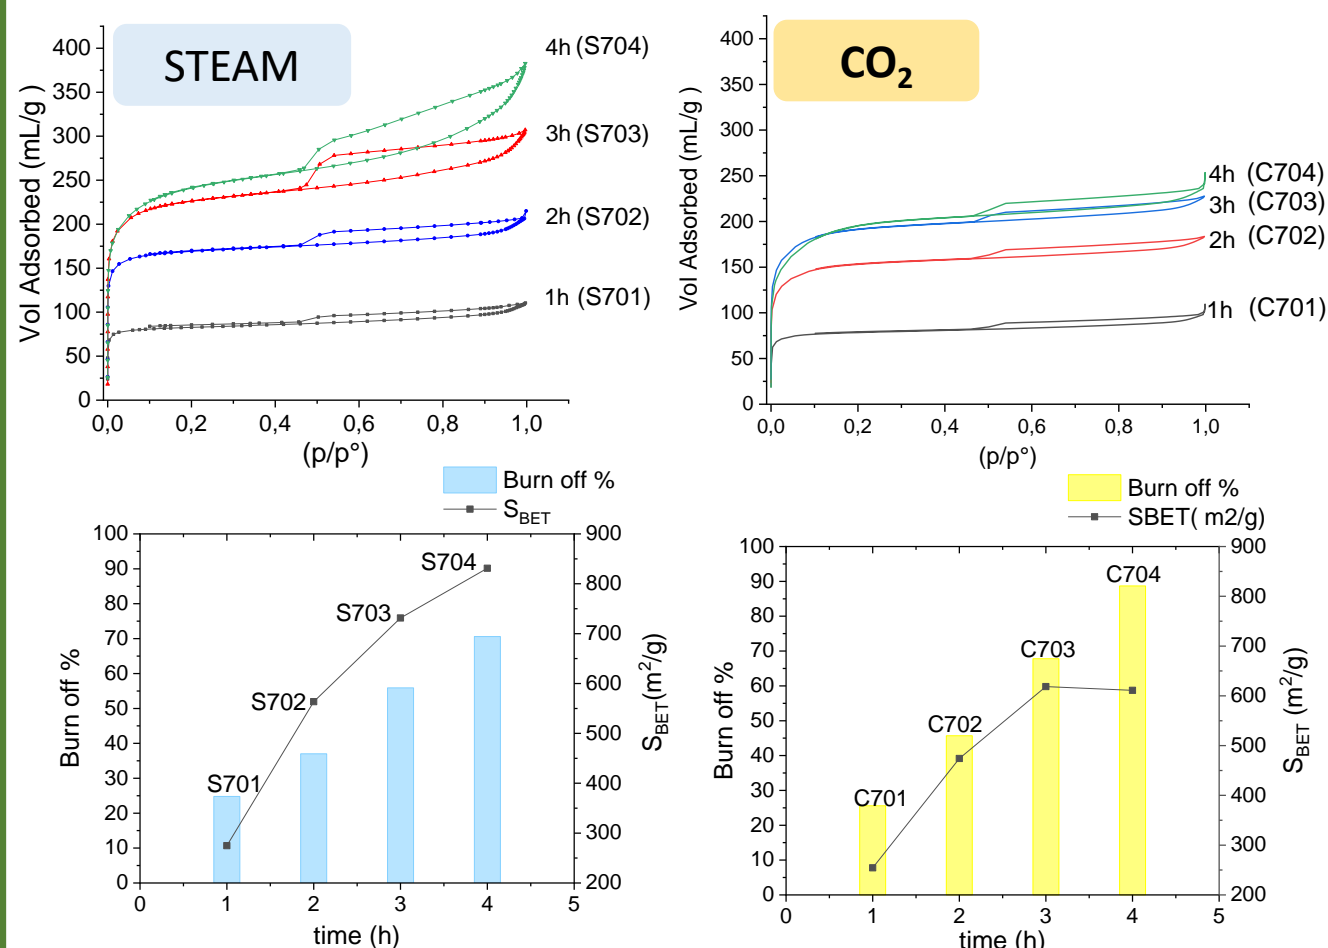 STEAM
400
350
300
250
200
150
100
50
0
Vol Adsorbed (mL/g )
4h (S704)
3h (S703)
2h (S702)
1h (S701)
0,0 0,2 0,4 0,6 0,8 1,0
(p/p°)
CO2
400
350
300
250
200
150
100
50
0
Vol Adsorbed (mL/g )
4h (C704)
3h (C703)
2h (C702)
1h (C701)
0,0 0,2 0,4 0,6 0,8 1,0
(p/p°)
Burn off %
SBET
100
90
80
70
60
50
40
30
20
10
0
Burn off %
S701
S702
S703
S704
900
800
700
600
500
400
300
200
SBET(m2/g)
0 1 2 3 4 5
time (h)
Burn off %
SBET( m2/g)
100
90
80
70
60
50
40
30
20
10
0
Burn off %
C701
C702
C703
C704
900
800
700
600
500
400
300
200
SBET (m2/g)
0 1 2 3 4 5
time (h)